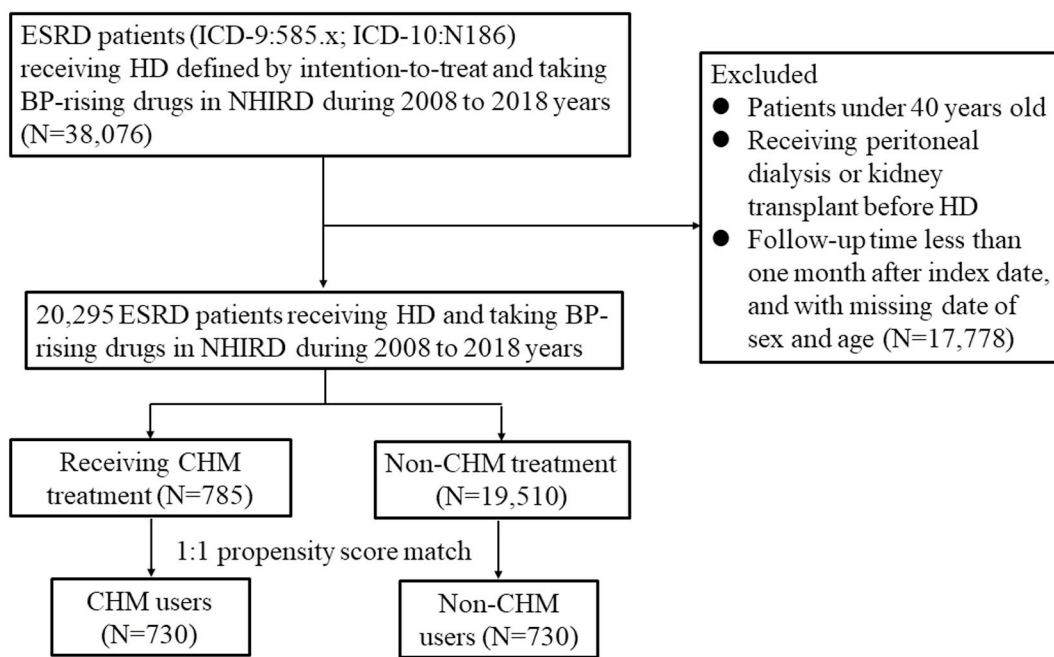 ESRD patients (ICD-9:585.x; ICD-10:N186)
receiving HD defined by intention-to-treat and taking
BP-rising drugs in NHIRD during 2008 to 2018 years
(N=38,076)
Excluded
● Patients under 40 years old
● Receiving peritoneal
dialysis or kidney
transplant before HD
● Follow-up time less than
one month after index date,
and with missing date of
sex and age (N=17,778)
20,295 ESRD patients receiving HD and taking BP-
rising drugs in NHIRD during 2008 to 2018 years
Receiving CHM
treatment (N=785)
Non-CHM treatment
(N=19,510)
1:1 propensity score match
CHM users
(N=730)
Non-CHM
users (N=730)